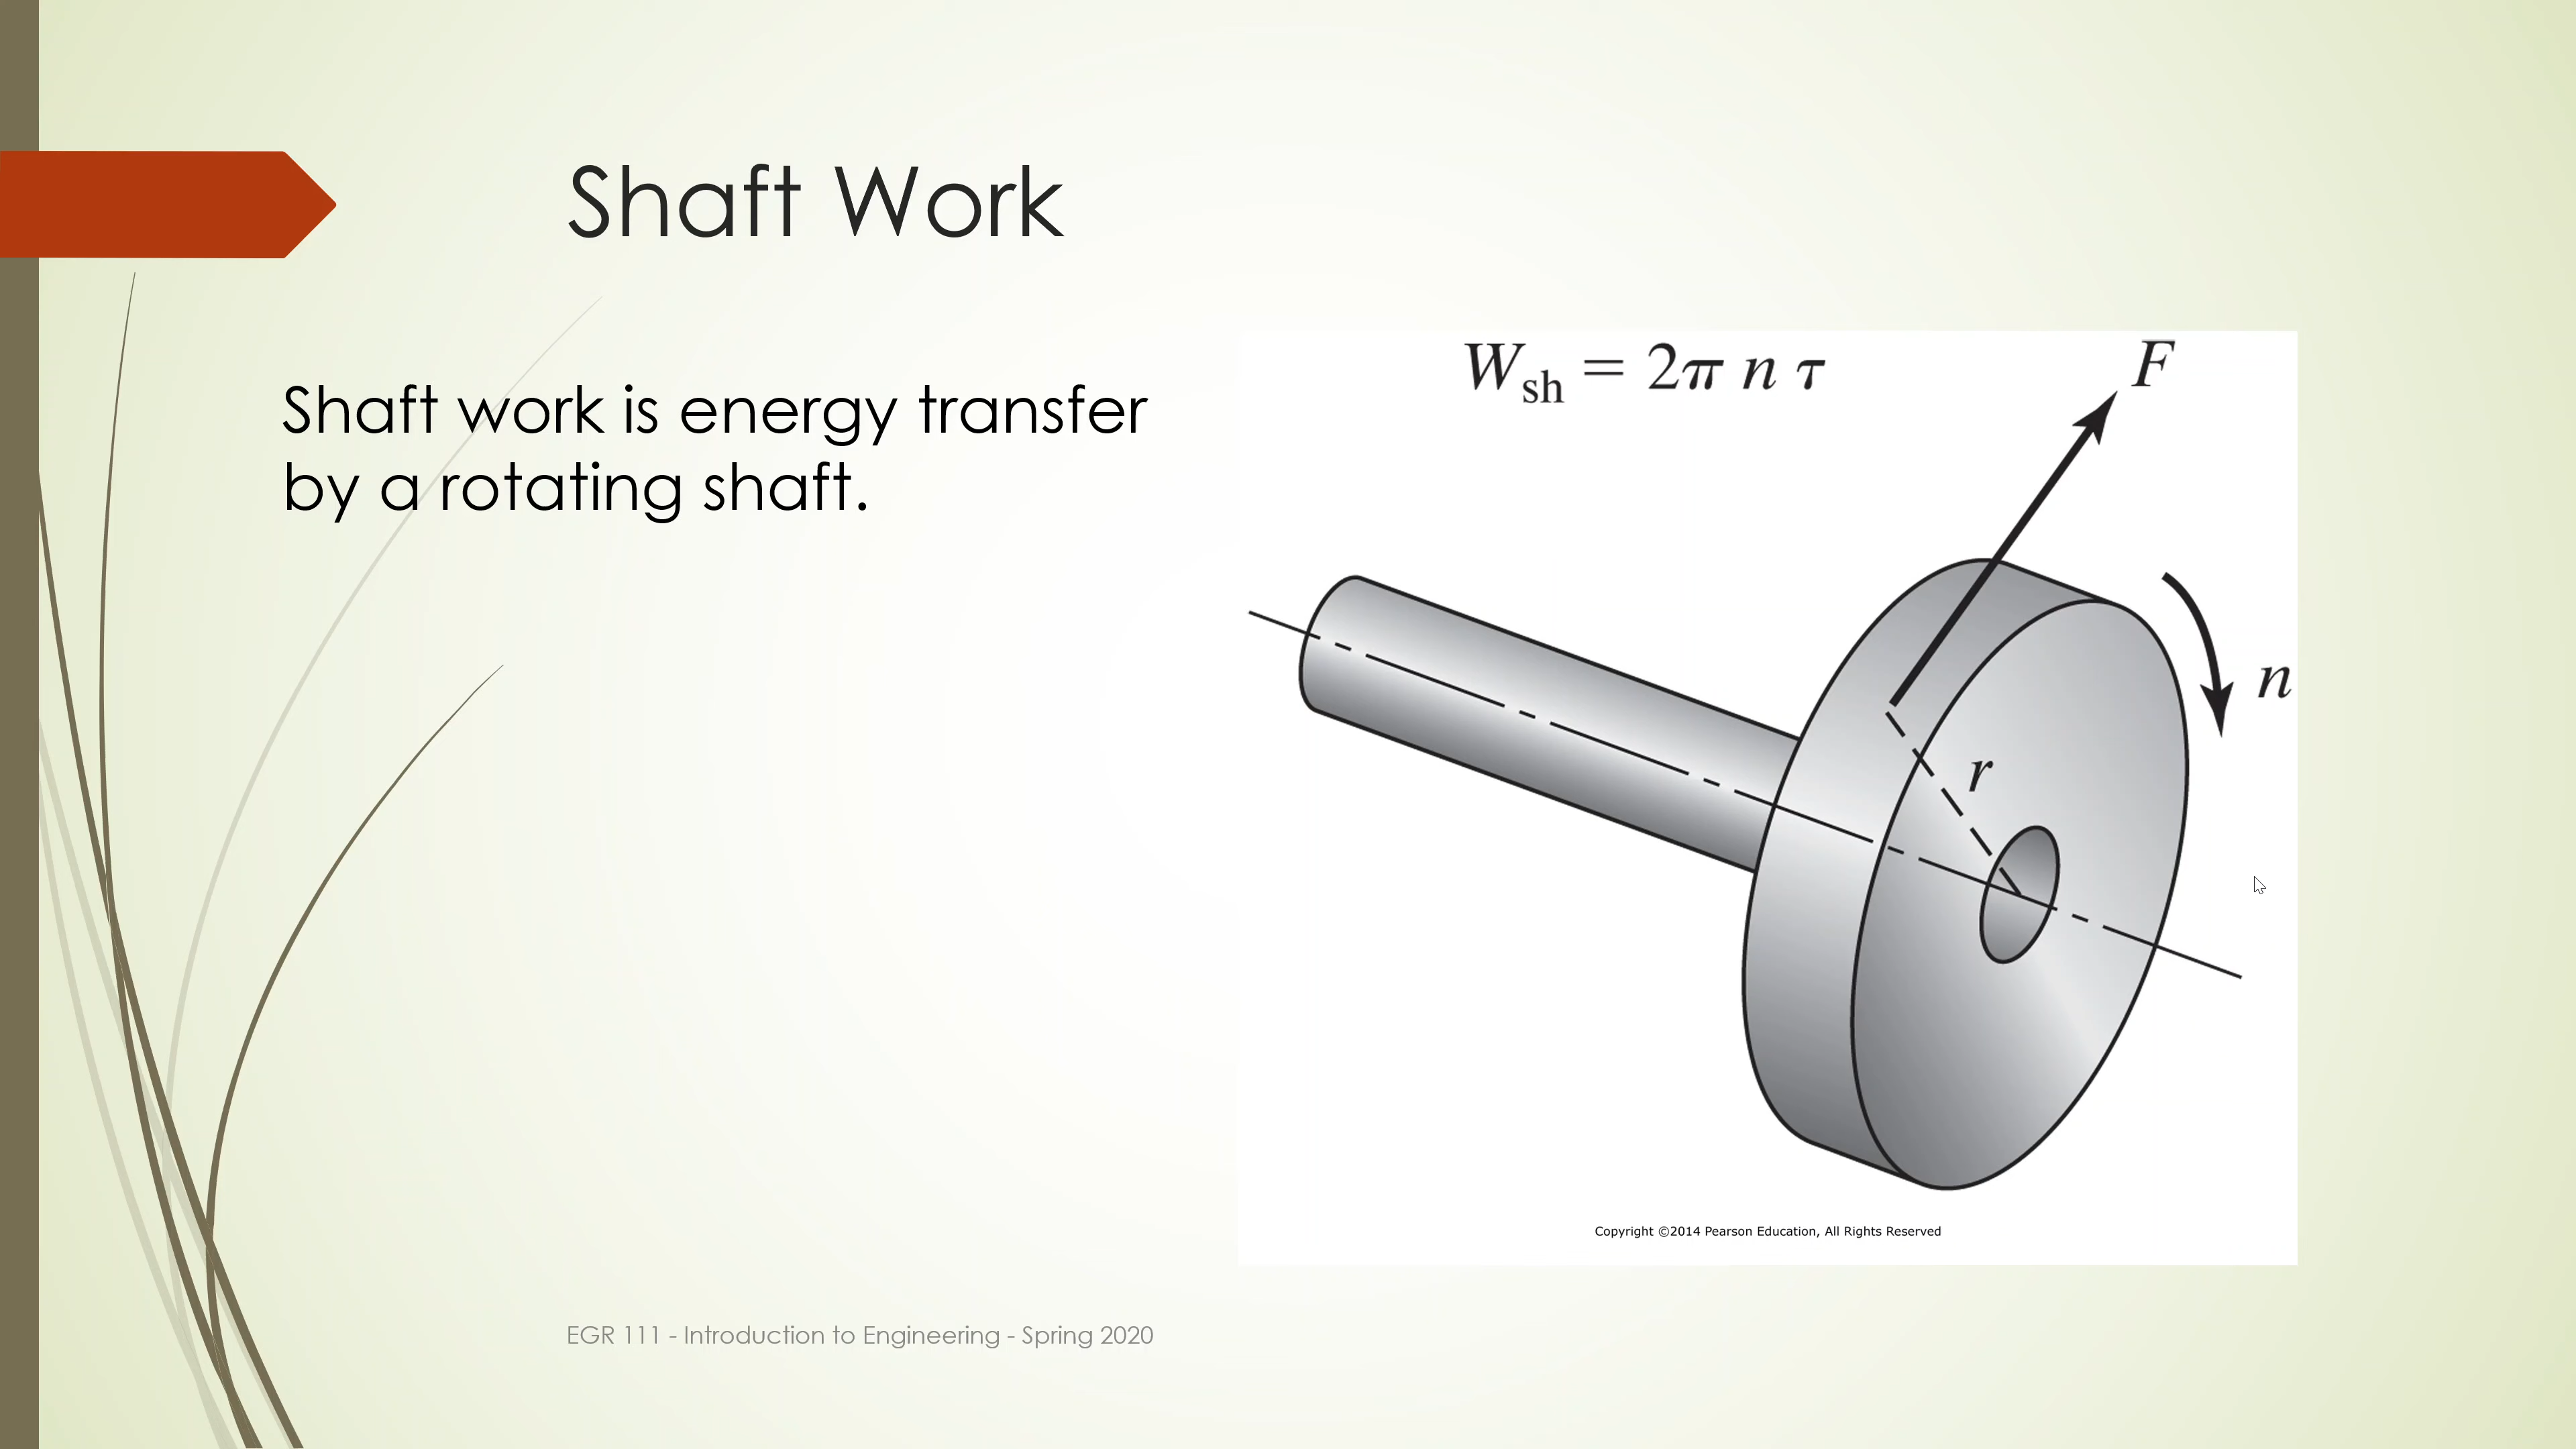 Shaft Work
Shaft work is energy transfer
by a rotating shaft.
W_sh = 2π n τ
F
n
r
Copyright ©2014 Pearson Education, All Rights Reserved
EGR 111 - Introduction to Engineering - Spring 2020